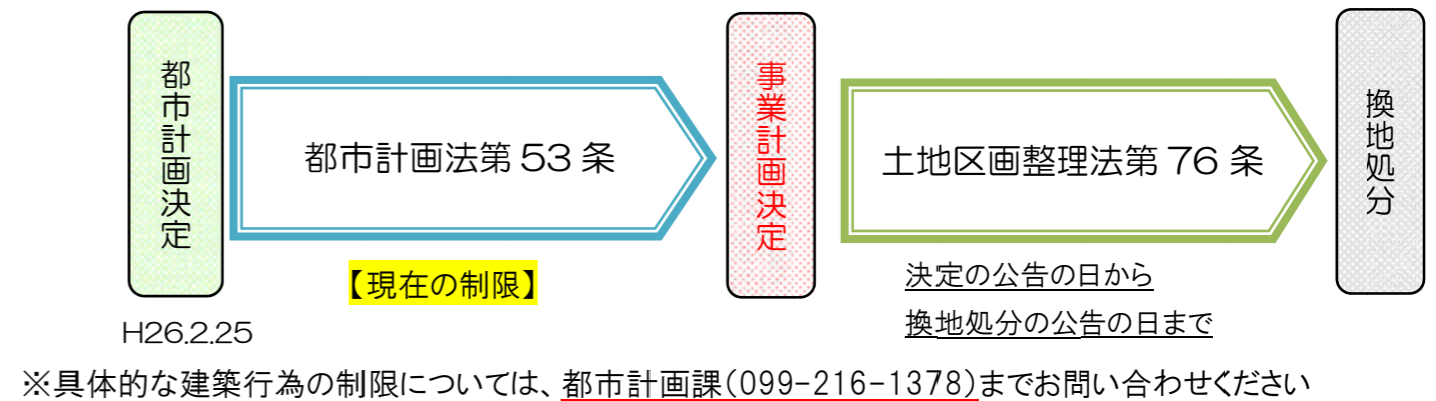 都市計画決定
都市計画法第 53 条
事業計画決定
土地区画整理法第 76 条
換地処分
【現在の制限】
決定の公告の日から
換地処分の公告の日まで
H26.2.25
※具体的な建築行為の制限については、都市計画課(099-216-1378)までお問い合わせください